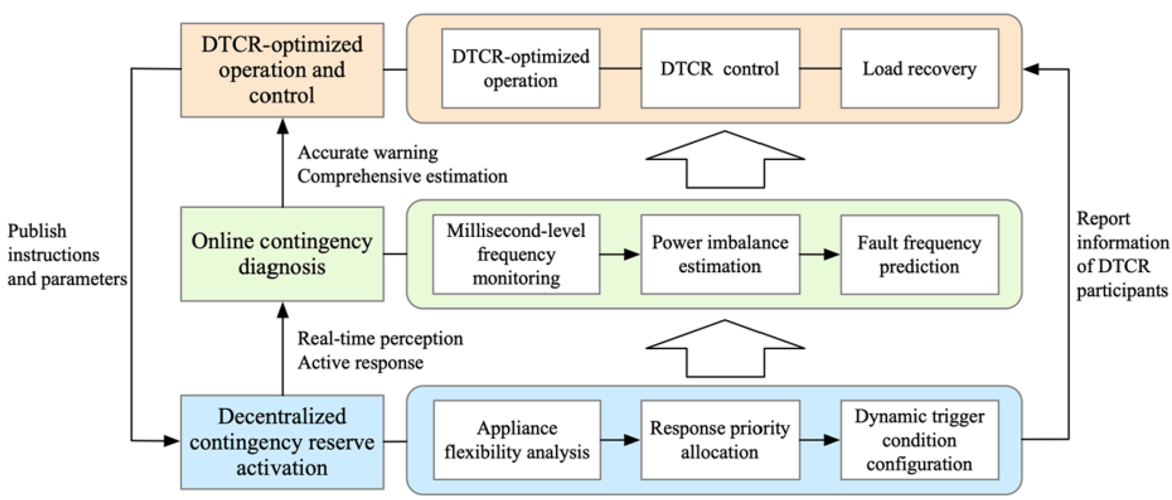 DTCR-optimized
operation and
control
DTCR-optimized
operation
DTCR control
Load recovery
Accurate warning
Comprehensive estimation
Publish
instructions
and parameters
Online contingency
diagnosis
Millisecond-level
frequency
monitoring
Power imbalance
estimation
Fault frequency
prediction
Report
information
of DTCR
participants
Real-time perception
Active response
Decentralized
contingency reserve
activation
Appliance
flexibility analysis
Response priority
allocation
Dynamic trigger
condition
configuration